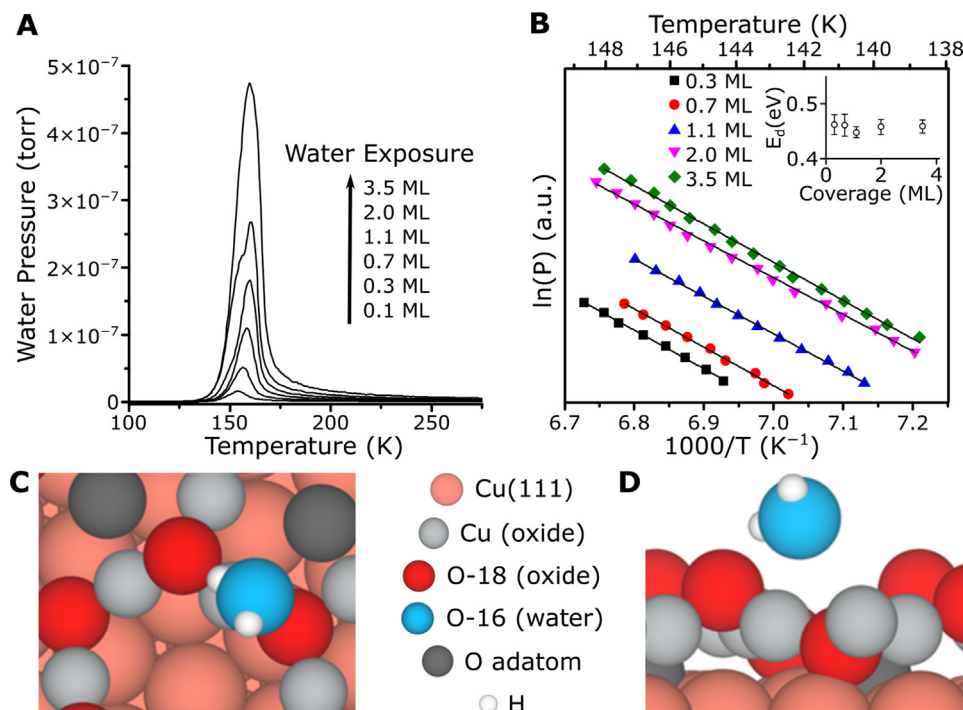 A
5×10⁻⁷
4×10⁻⁷
3×10⁻⁷
2×10⁻⁷
1×10⁻⁷
0
Water Pressure (torr)
Water Exposure
3.5 ML
2.0 ML
1.1 ML
0.7 ML
0.3 ML
0.1 ML
100 150 200 250
Temperature (K)
B
Temperature (K)
148 146 144 142 140 138
0.3 ML
0.7 ML
1.1 ML
2.0 ML
3.5 ML
E_d(eV)
0.5
0.4
0 2 4
Coverage (ML)
ln(P) (a.u.)
6.7 6.8 6.9 7.0 7.1 7.2
1000/T (K⁻¹)
C
Cu(111)
Cu (oxide)
O-18 (oxide)
O-16 (water)
O adatom
H
D